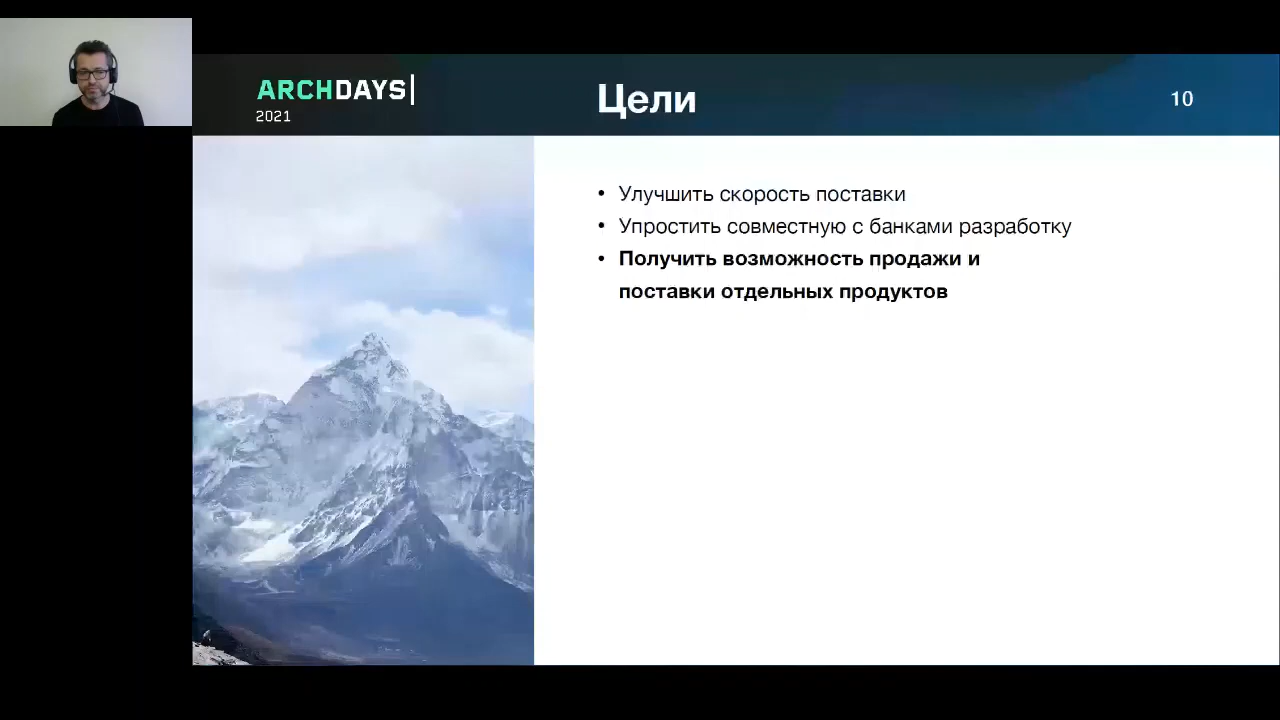 ARCHDAYS
2021
Цели
10
• Улучшить скорость поставки
• Упростить совместную с банками разработку
• Получить возможность продажи и
поставки отдельных продуктов